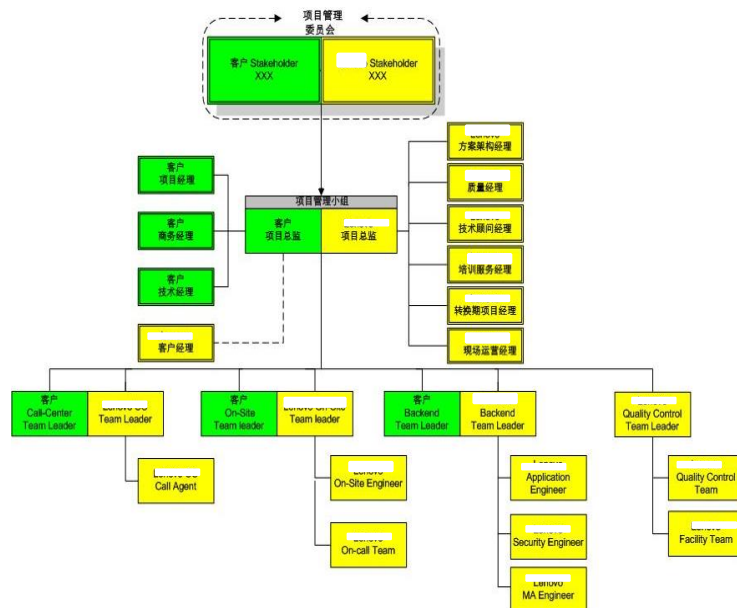 项目管理
委员会
客户 Stakeholder
XXX
Stakeholder
XXX
客户
项目经理
客户
商务经理
客户
技术经理
客户经理
项目管理小组
客户
项目总监
项目总监
方案架构经理
质量经理
技术顾问经理
培训服务经理
转换期项目经理
现场运营经理
客户
Call-Center
Team Leader
Team Leader
客户
On-Site
Team leader
Team leader
客户
Backend
Team Leader
Backend
Team Leader
Quality Control
Team Leader
Call Agent
On-Site Engineer
On-call Team
Application
Engineer
Security Engineer
Lenovo
MA Engineer
Quality Control
Team
Facility Team